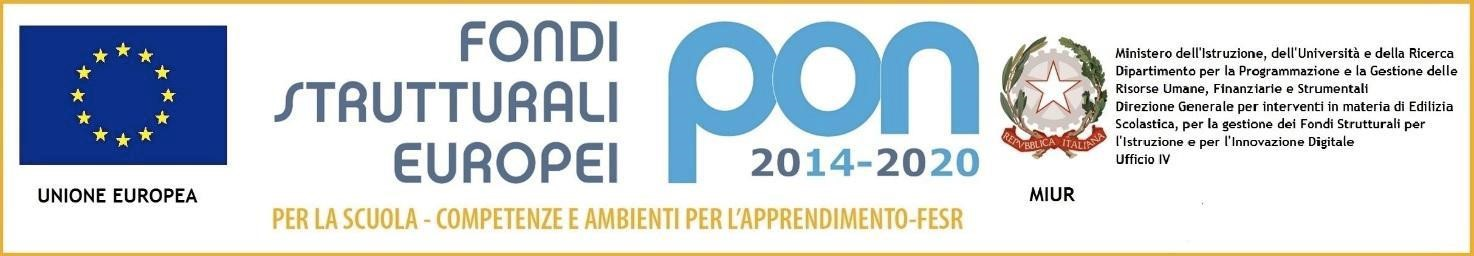 UNIONE EUROPEA
FONDI
STRUTTURALI
EUROPEI
pon
2014-2020
PER LA SCUOLA - COMPETENZE E AMBIENTI PER L'APPRENDIMENTO-FESR
REPVBBLICA ITALIANA
MIUR
Ministero dell'Istruzione, dell'Università e della Ricerca
Dipartimento per la Programmazione e la Gestione delle
Risorse Umane, Finanziarie e Strumentali
Direzione Generale per interventi in materia di Edilizia
Scolastica, per la gestione dei Fondi Strutturali per
l'Istruzione e per l'Innovazione Digitale
Ufficio IV